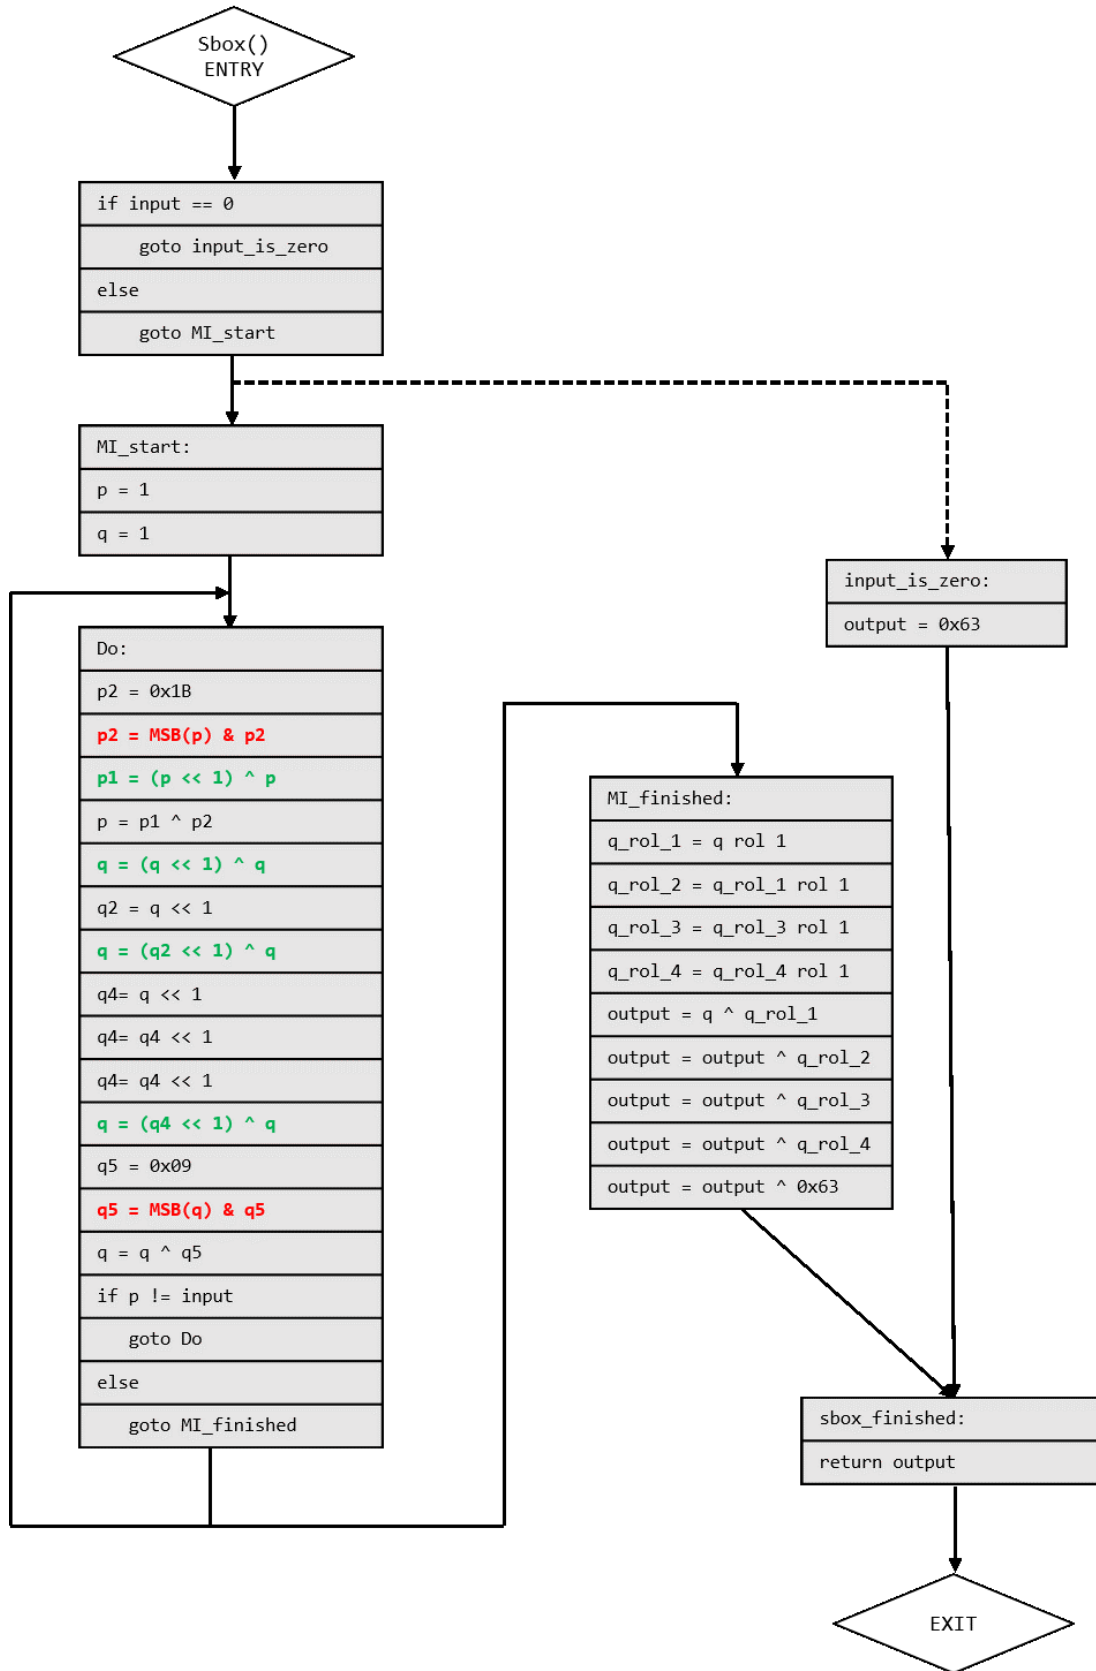 Sbox()
ENTRY
if input == 0
goto input_is_zero
else
goto MI_start
MI_start:
p = 1
q = 1
Do:
p2 = 0x1B
p2 = MSB(p) & p2
p1 = (p << 1) ^ p
p = p1 ^ p2
q = (q << 1) ^ q
q2 = q << 1
q = (q2 << 1) ^ q
q4= q << 1
q4= q4 << 1
q4= q4 << 1
q = (q4 << 1) ^ q
q5 = 0x09
q5 = MSB(q) & q5
q = q ^ q5
if p != input
goto Do
else
goto MI_finished
MI_finished:
q_rol_1 = q rol 1
q_rol_2 = q_rol_1 rol 1
q_rol_3 = q_rol_3 rol 1
q_rol_4 = q_rol_4 rol 1
output = q ^ q_rol_1
output = output ^ q_rol_2
output = output ^ q_rol_3
output = output ^ q_rol_4
output = output ^ 0x63
input_is_zero:
output = 0x63
sbox_finished:
return output
EXIT